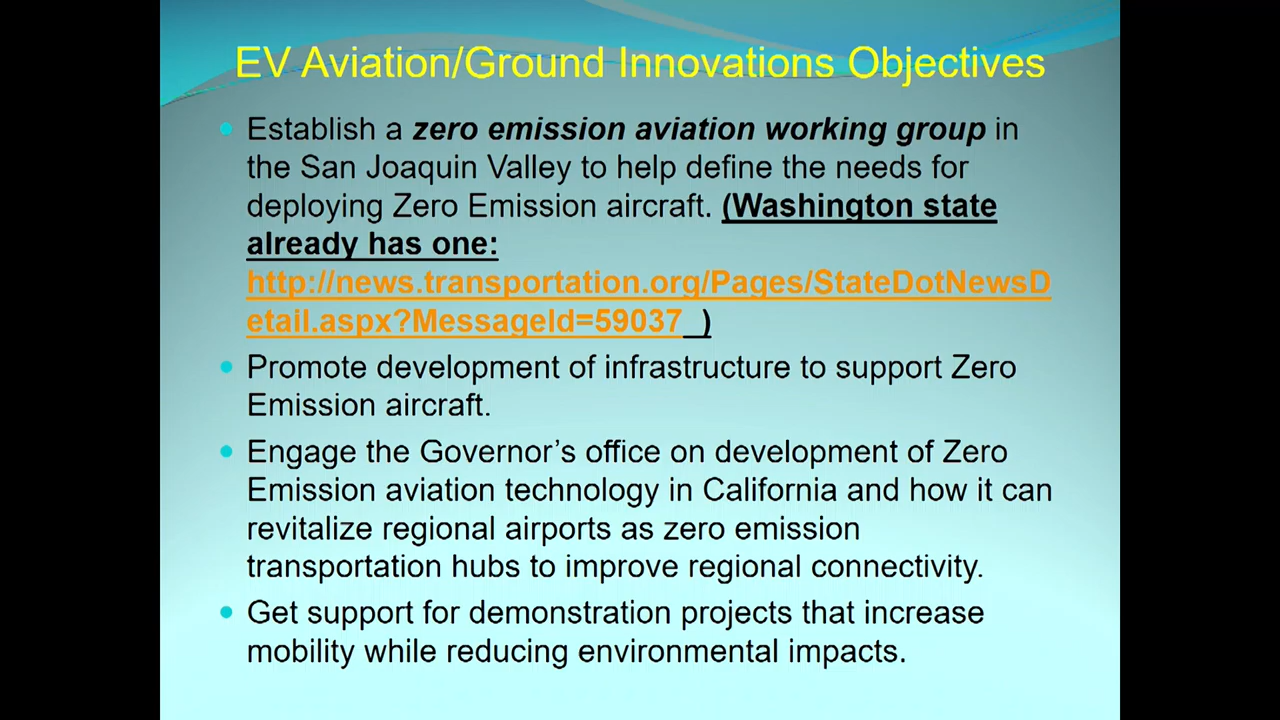 EV Aviation/Ground Innovations Objectives
Establish a zero emission aviation working group in
the San Joaquin Valley to help define the needs for
deploying Zero Emission aircraft. (Washington state
already has one:
http://news.transportation.org/Pages/StateDotNewsD
etail.aspx?MessageId=59037 )
Promote development of infrastructure to support Zero
Emission aircraft.
Engage the Governor’s office on development of Zero
Emission aviation technology in California and how it can
revitalize regional airports as zero emission
transportation hubs to improve regional connectivity.
Get support for demonstration projects that increase
mobility while reducing environmental impacts.